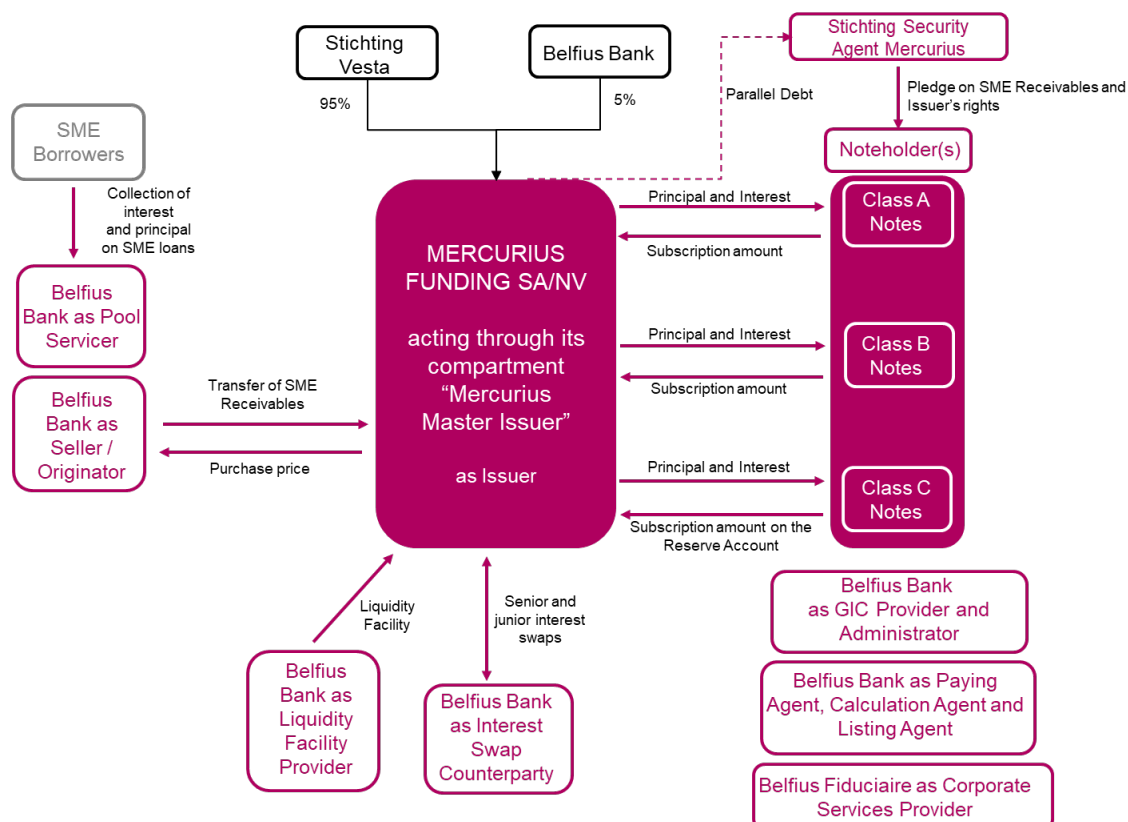 Stichting
Vesta
Belfius Bank
Stichting Security
Agent Mercurius
95%
5%
Parallel Debt
Pledge on SME Receivables and
Issuer's rights
SME
Borrowers
Noteholder(s)
Collection of
interest
and principal
on SME loans
Belfius
Bank as Pool
Servicer
Belfius
Bank as
Seller /
Originator
Transfer of SME
Receivables
Purchase price
MERCURIUS
FUNDING SA/NV
acting through its
compartment
“Mercurius
Master Issuer”
as Issuer
Principal and Interest
Subscription amount
Class A
Notes
Principal and Interest
Subscription amount
Class B
Notes
Principal and Interest
Subscription amount on the
Reserve Account
Class C
Notes
Liquidity
Facility
Senior and
junior interest
swaps
Belfius
Bank as
Liquidity
Facility
Provider
Belfius Bank
as Interest
Swap
Counterparty
Belfius Bank
as GIC Provider and
Administrator
Belfius Bank as Paying
Agent, Calculation Agent and
Listing Agent
Belfius Fiduciaire as Corporate
Services Provider